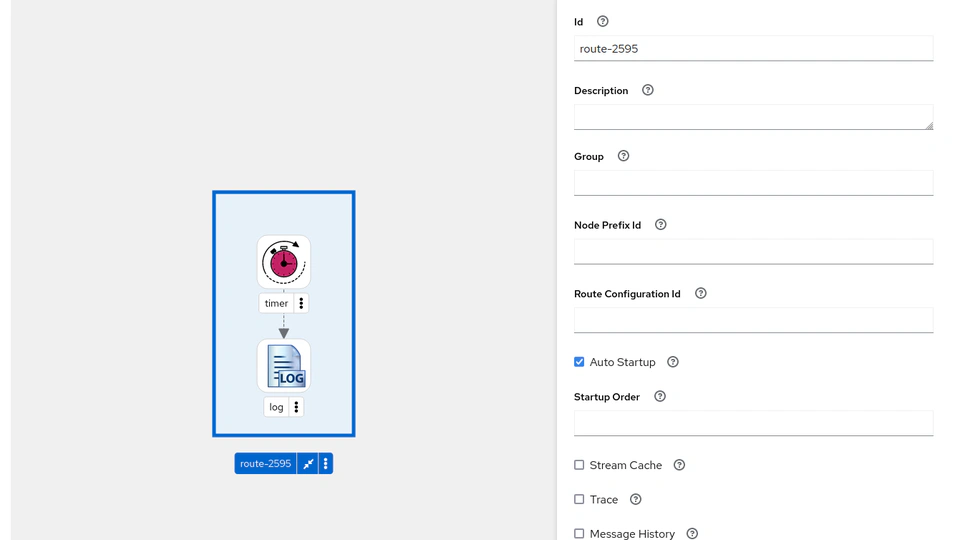 timer
LOG
log
route-2595
Id
route-2595
Description
Group
Node Prefix Id
Route Configuration Id
Auto Startup
Startup Order
Stream Cache
Trace
Message History